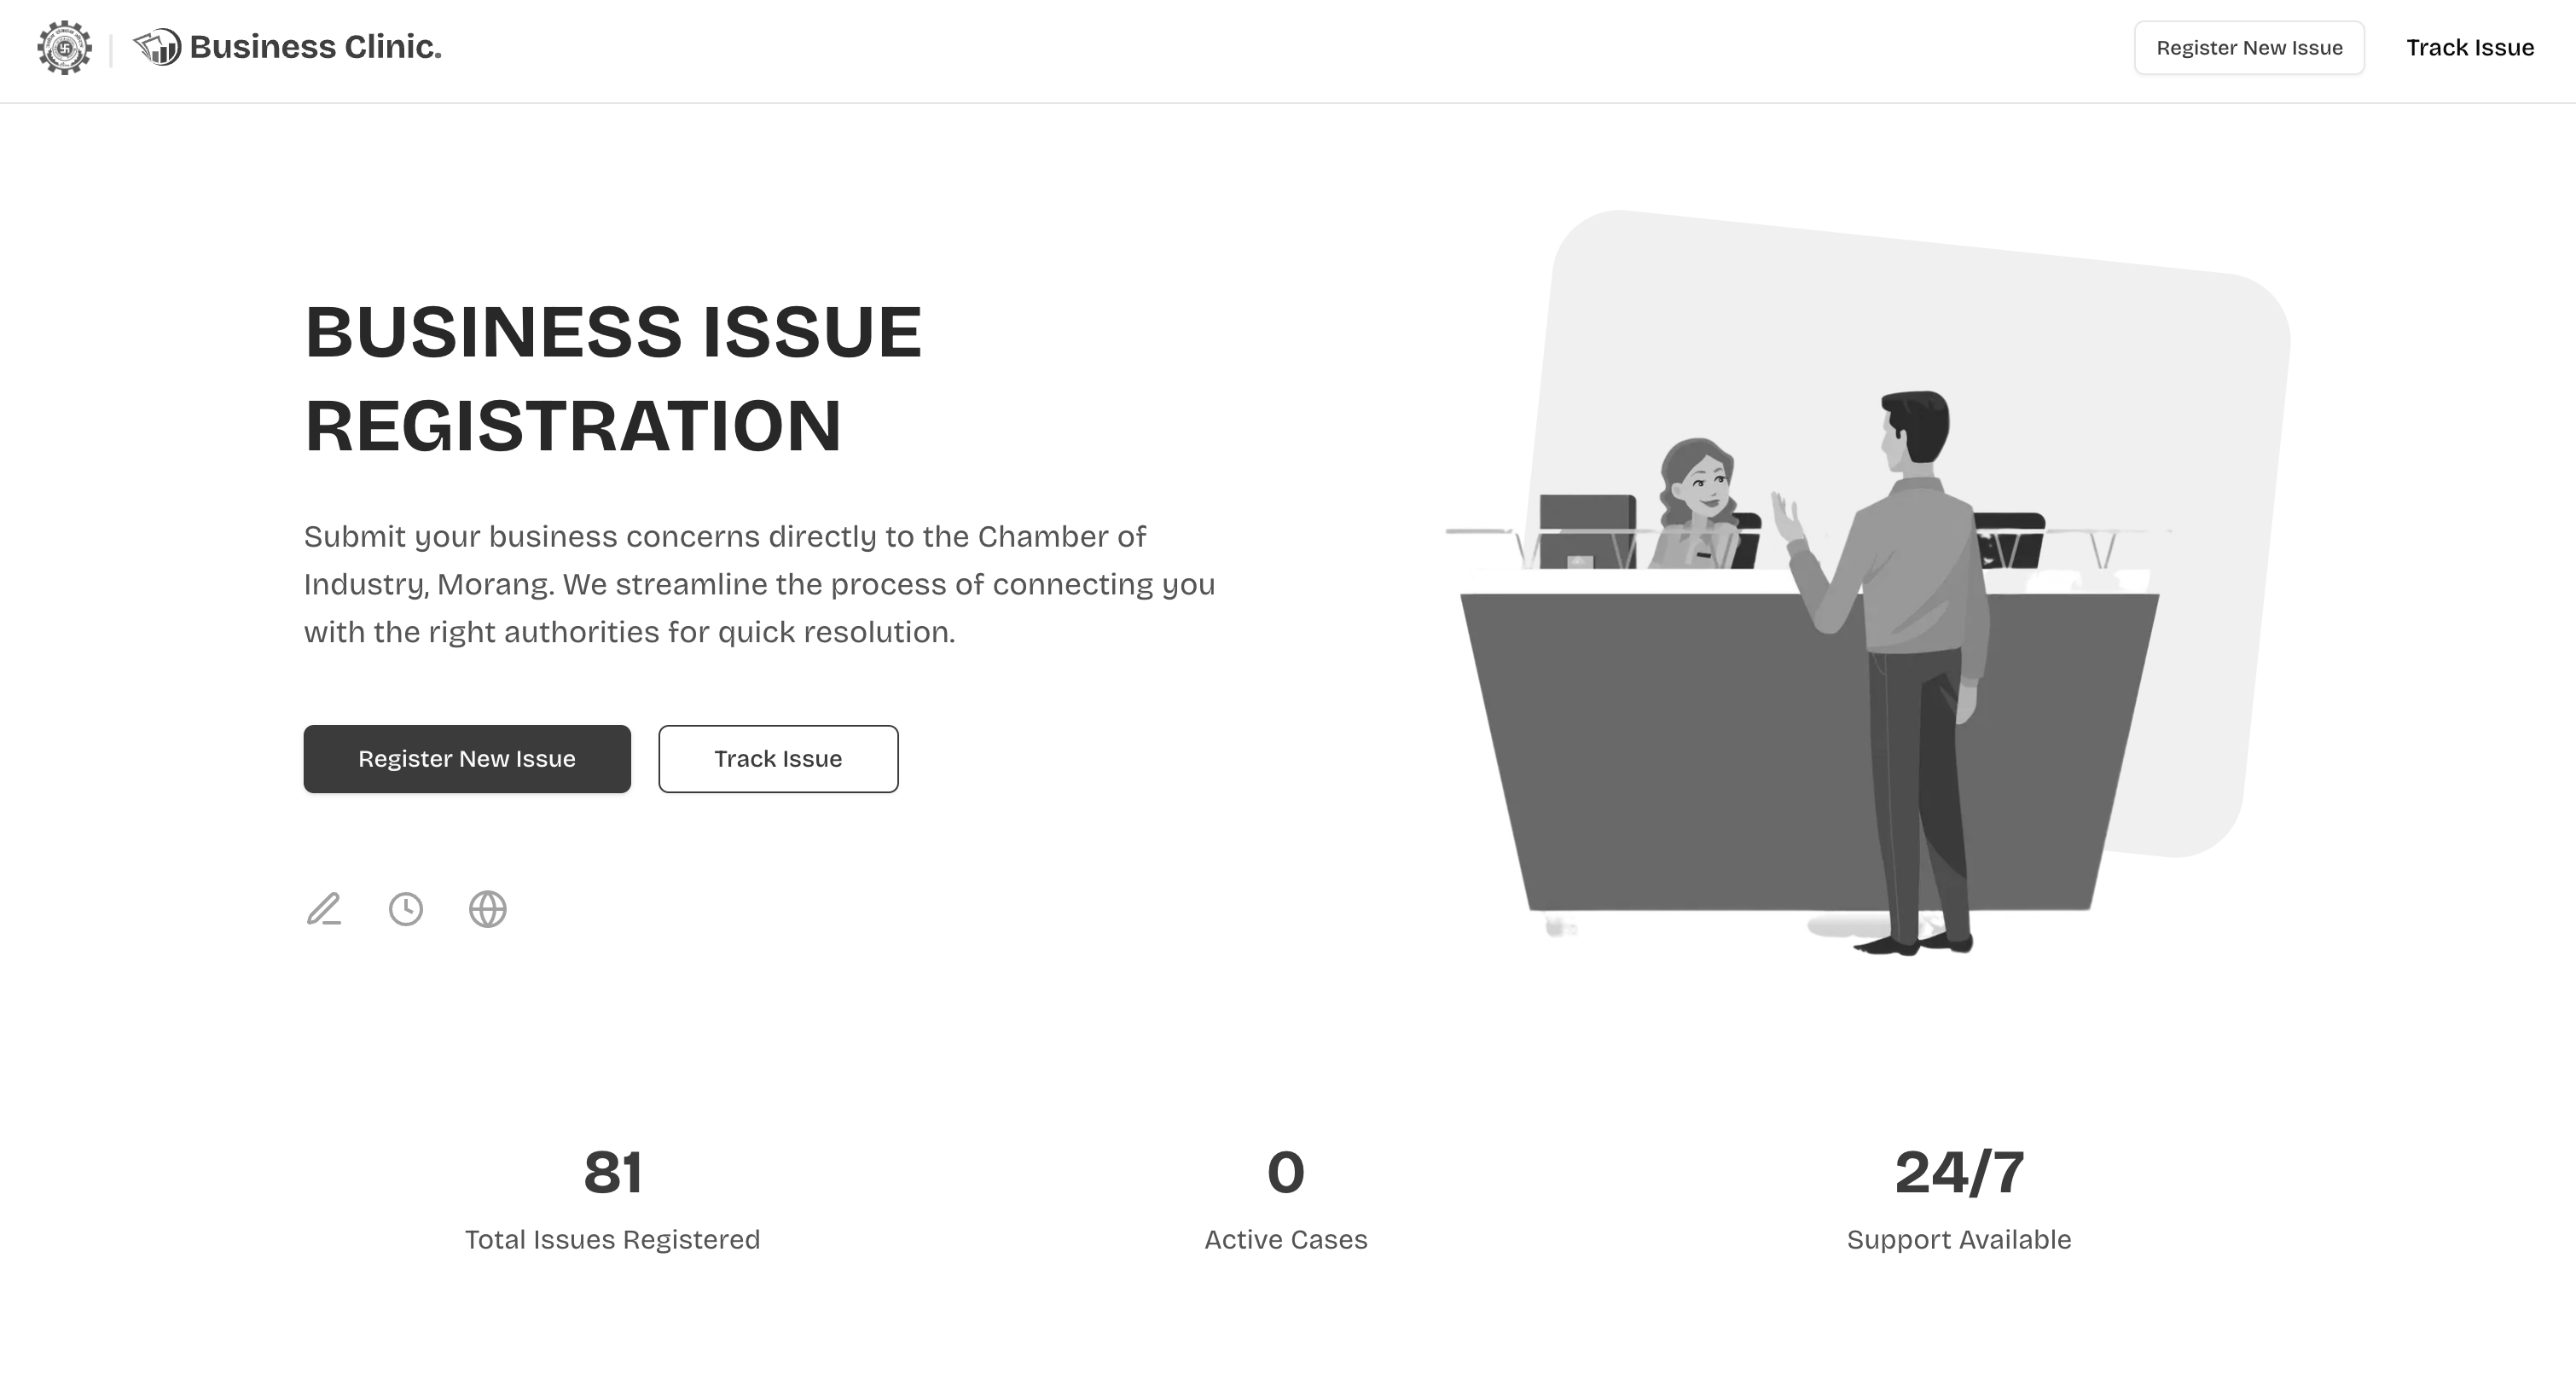 Business Clinic.
Register New Issue
Track Issue
BUSINESS ISSUE
REGISTRATION
Submit your business concerns directly to the Chamber of
Industry, Morang. We streamline the process of connecting you
with the right authorities for quick resolution.
Register New Issue
Track Issue
81
Total Issues Registered
0
Active Cases
24/7
Support Available